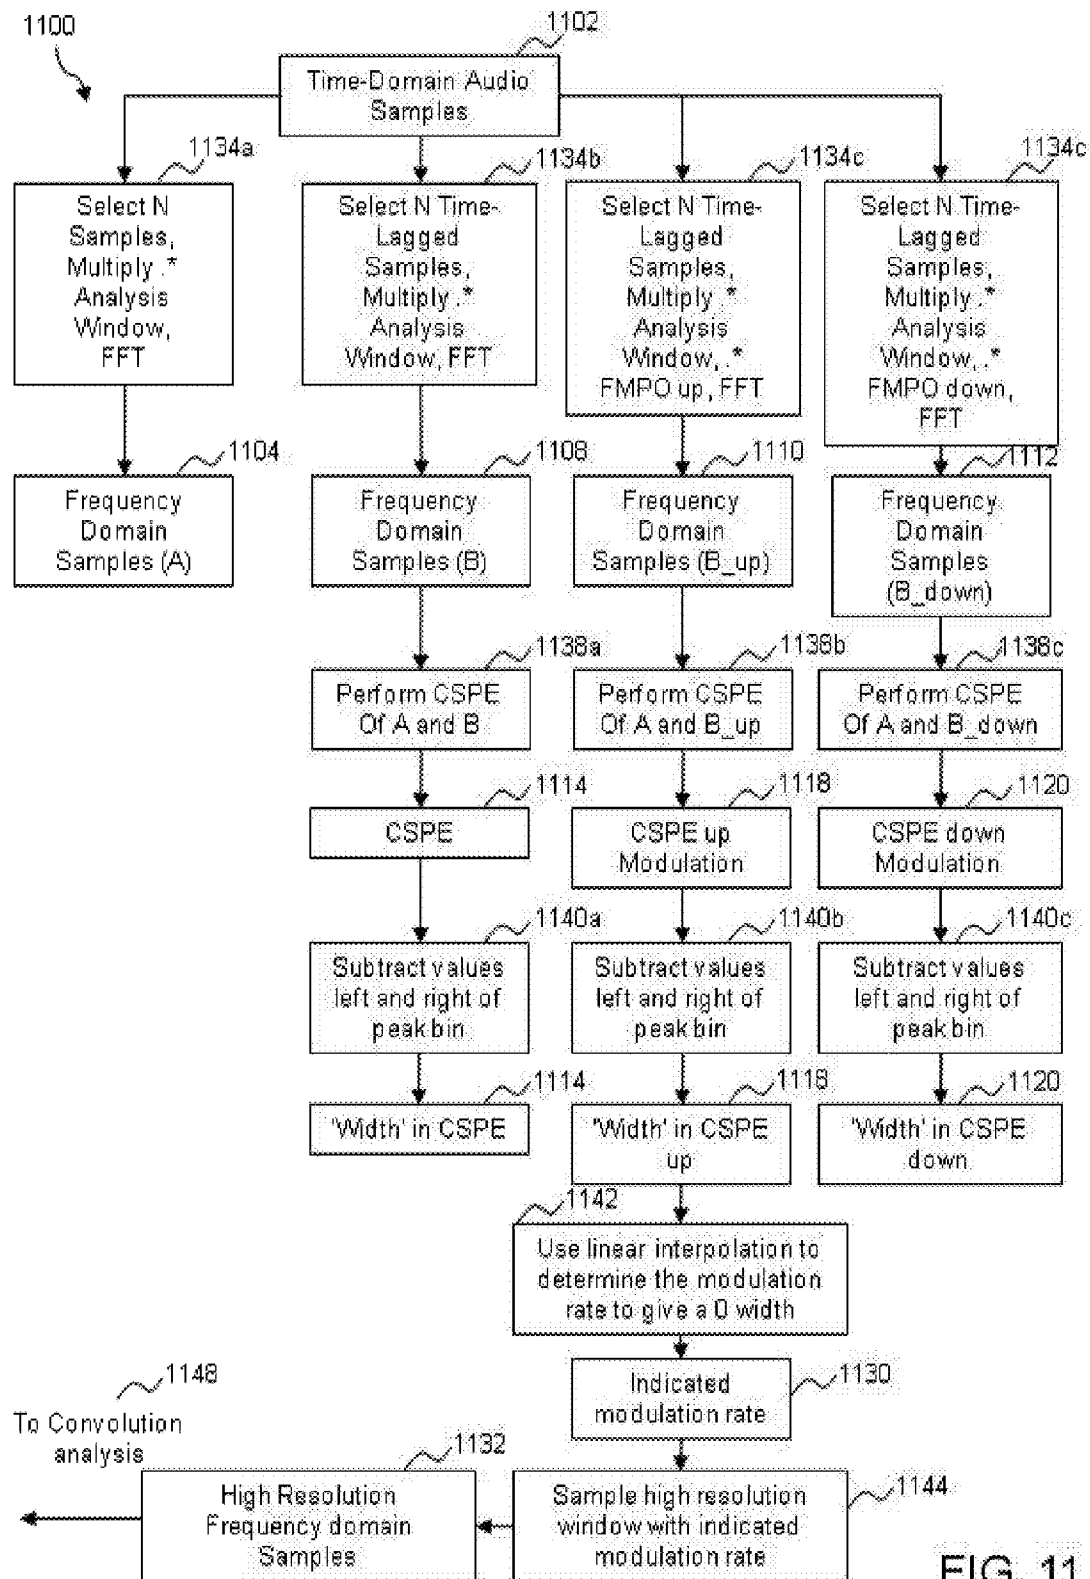 1100
1102
Time-Domain Audio
Samples
1134a
Select N
Samples,
Multiply .*
Analysis
Window,
FFT
1134b
Select N Time-
Lagged
Samples,
Multiply .*
Analysis
Window, FFT
1134c
Select N Time-
Lagged
Samples,
Multiply .*
Analysis
Window, .*
FMPO up, FFT
1134c
Select N Time-
Lagged
Samples,
Multiply .*
Analysis
Window, .*
FMPO down,
FFT
1104
Frequency
Domain
Samples (A)
1108
Frequency
Domain
Samples (B)
1110
Frequency
Domain
Samples (B_up)
1112
Frequency
Domain
Samples
(B_down)
1138a
Perform CSPE
Of A and B
1138b
Perform CSPE
Of A and B_up
1138c
Perform CSPE
Of A and B_down
1114
CSPE
1118
CSPE up
Modulation
1120
CSPE down
Modulation
1140a
Subtract values
left and right of
peak bin
1140b
Subtract values
left and right of
peak bin
1140c
Subtract values
left and right of
peak bin
1114
'Width' in CSPE
1118
'Width' in CSPE
up
1120
'Width' in CSPE
down
1142
Use linear interpolation to
determine the modulation
rate to give a 0 width
1130
Indicated
modulation rate
1144
Sample high resolution
window with indicated
modulation rate
1132
High Resolution
Frequency domain
Samples
1148
To Convolution
analysis
FIG. 11